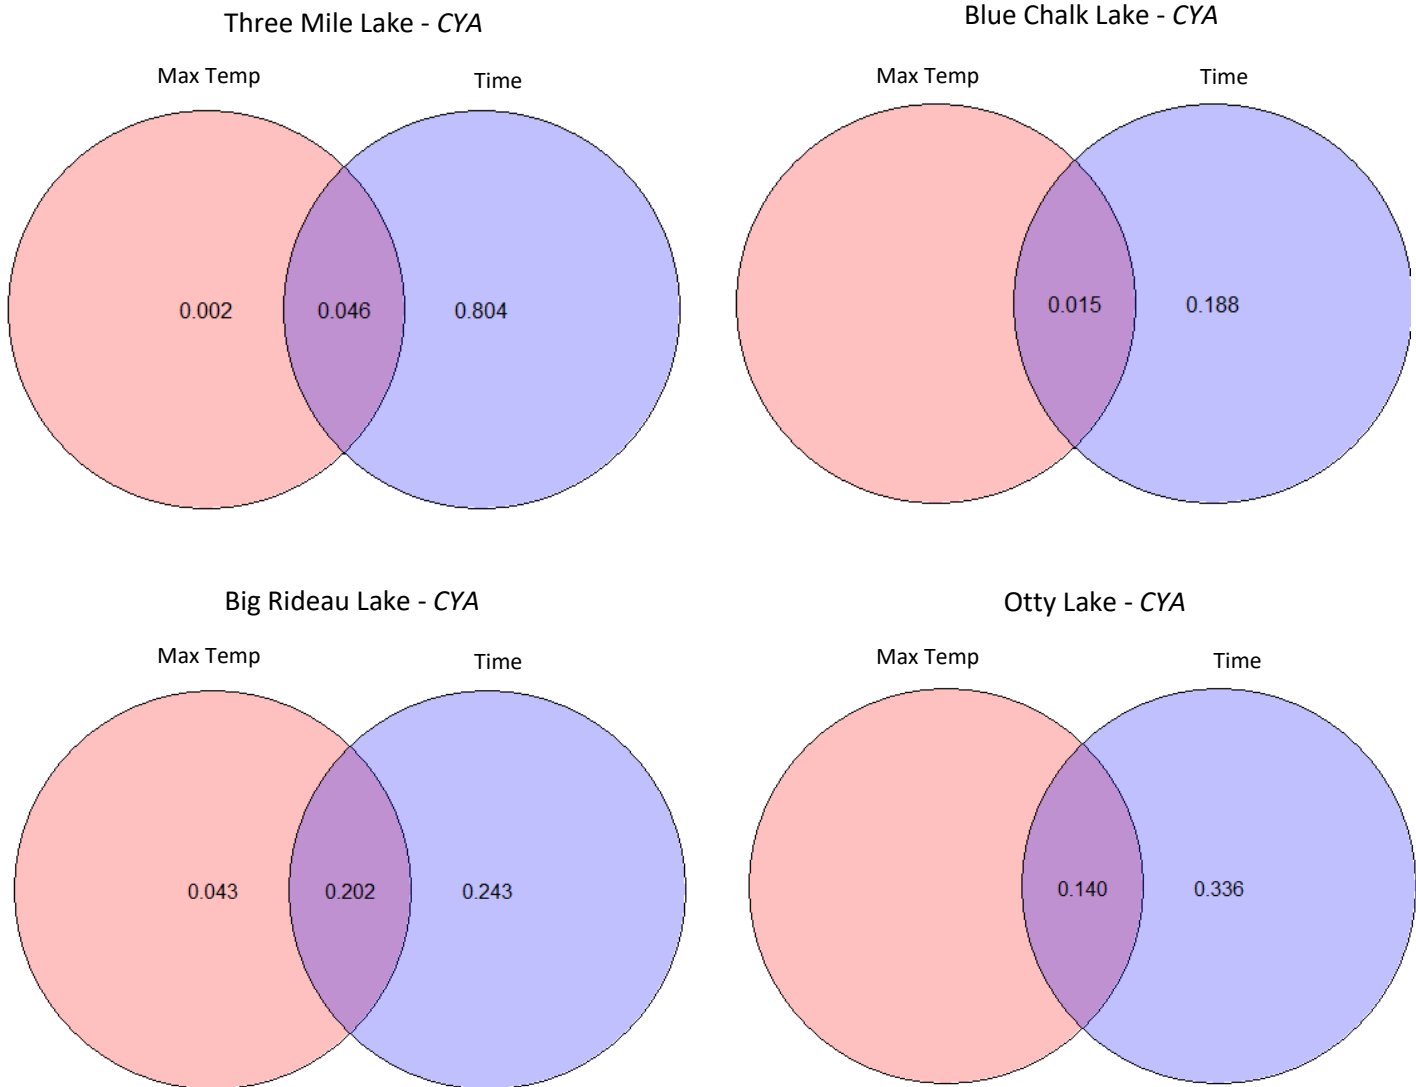 Three Mile Lake - CYA
Max Temp
Time
0.002
0.046
0.804
Blue Chalk Lake - CYA
Max Temp
Time
0.015
0.188
Big Rideau Lake - CYA
Max Temp
Time
0.043
0.202
0.243
Otty Lake - CYA
Max Temp
Time
0.140
0.336